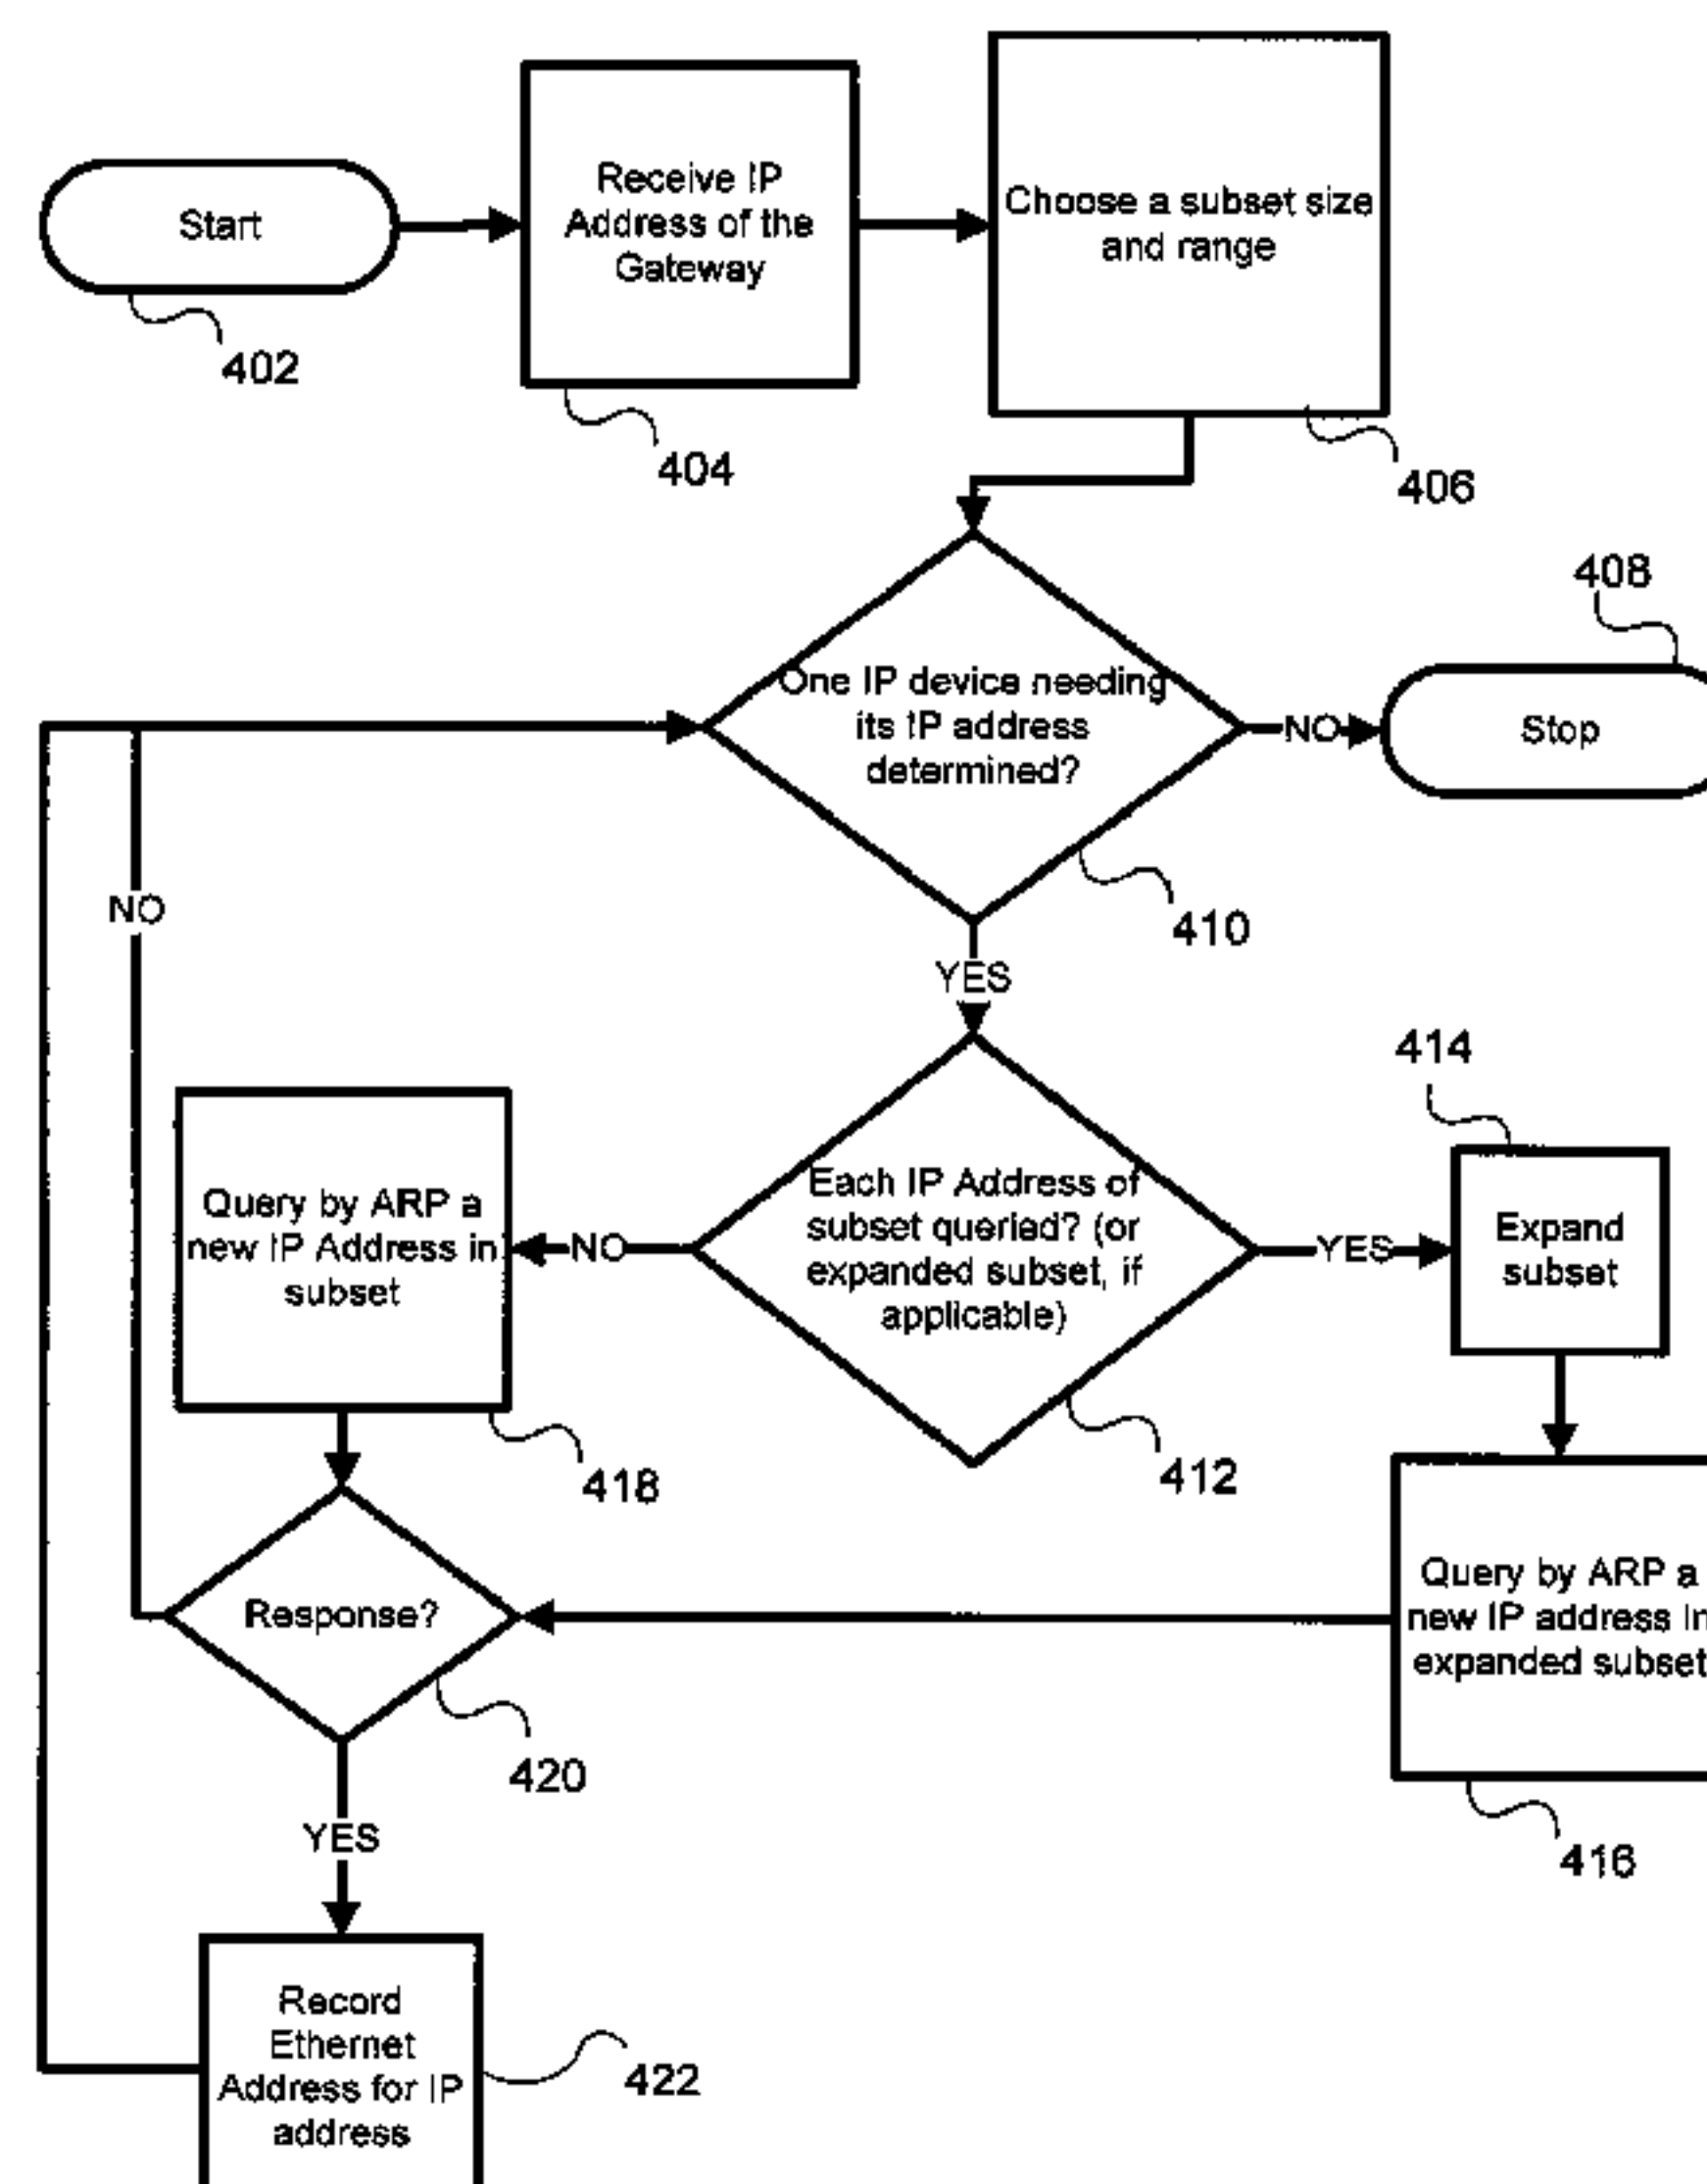 Start
402
Receive IP
Address of the
Gateway
404
Choose a subset size
and range
406
408
One IP device needing
its IP address
determined?
NO
Stop
410
NO
YES
414
Query by ARP a
new IP Address in
subset
NO
Each IP Address of
subset queried? (or
expanded subset, if
applicable)
YES
Expand
subset
418
412
Response?
Query by ARP a
new IP address in
expanded subset
420
YES
416
Record
Ethernet
Address for IP
address
422